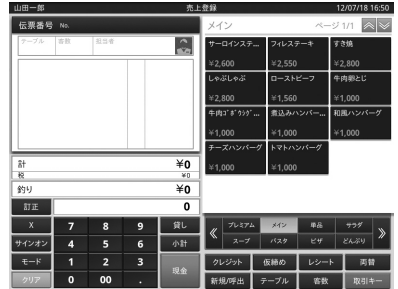 山田一郎 売上登録 12/07/18 16:50
伝票番号 No.
テーブル 客数 担当者
計 ¥0
税 ¥0
釣り ¥0
訂正 0
X 7 8 9 貸し
サインオン 4 5 6 小計
モード 1 2 3 現金
クリア 0 00 .
メイン ページ 1/1
サーロインステ... フィレステーキ すき焼
¥2,600 ¥2,550 ¥2,800
しゃぶしゃぶ ローストビーフ 牛肉卵とじ
¥2,800 ¥1,560 ¥1,000
牛肉ゴボウシグ... 煮込みハンバー... 和風ハンバーグ
¥1,000 ¥1,000 ¥1,000
チーズハンバーグ トマトハンバーグ
¥1,000 ¥1,000
プレミアム メイン 単品 サラダ
スープ パスタ ピザ どんぶり
クレジット 仮締め レシート 両替
新規/呼出 テーブル 客数 取引キー